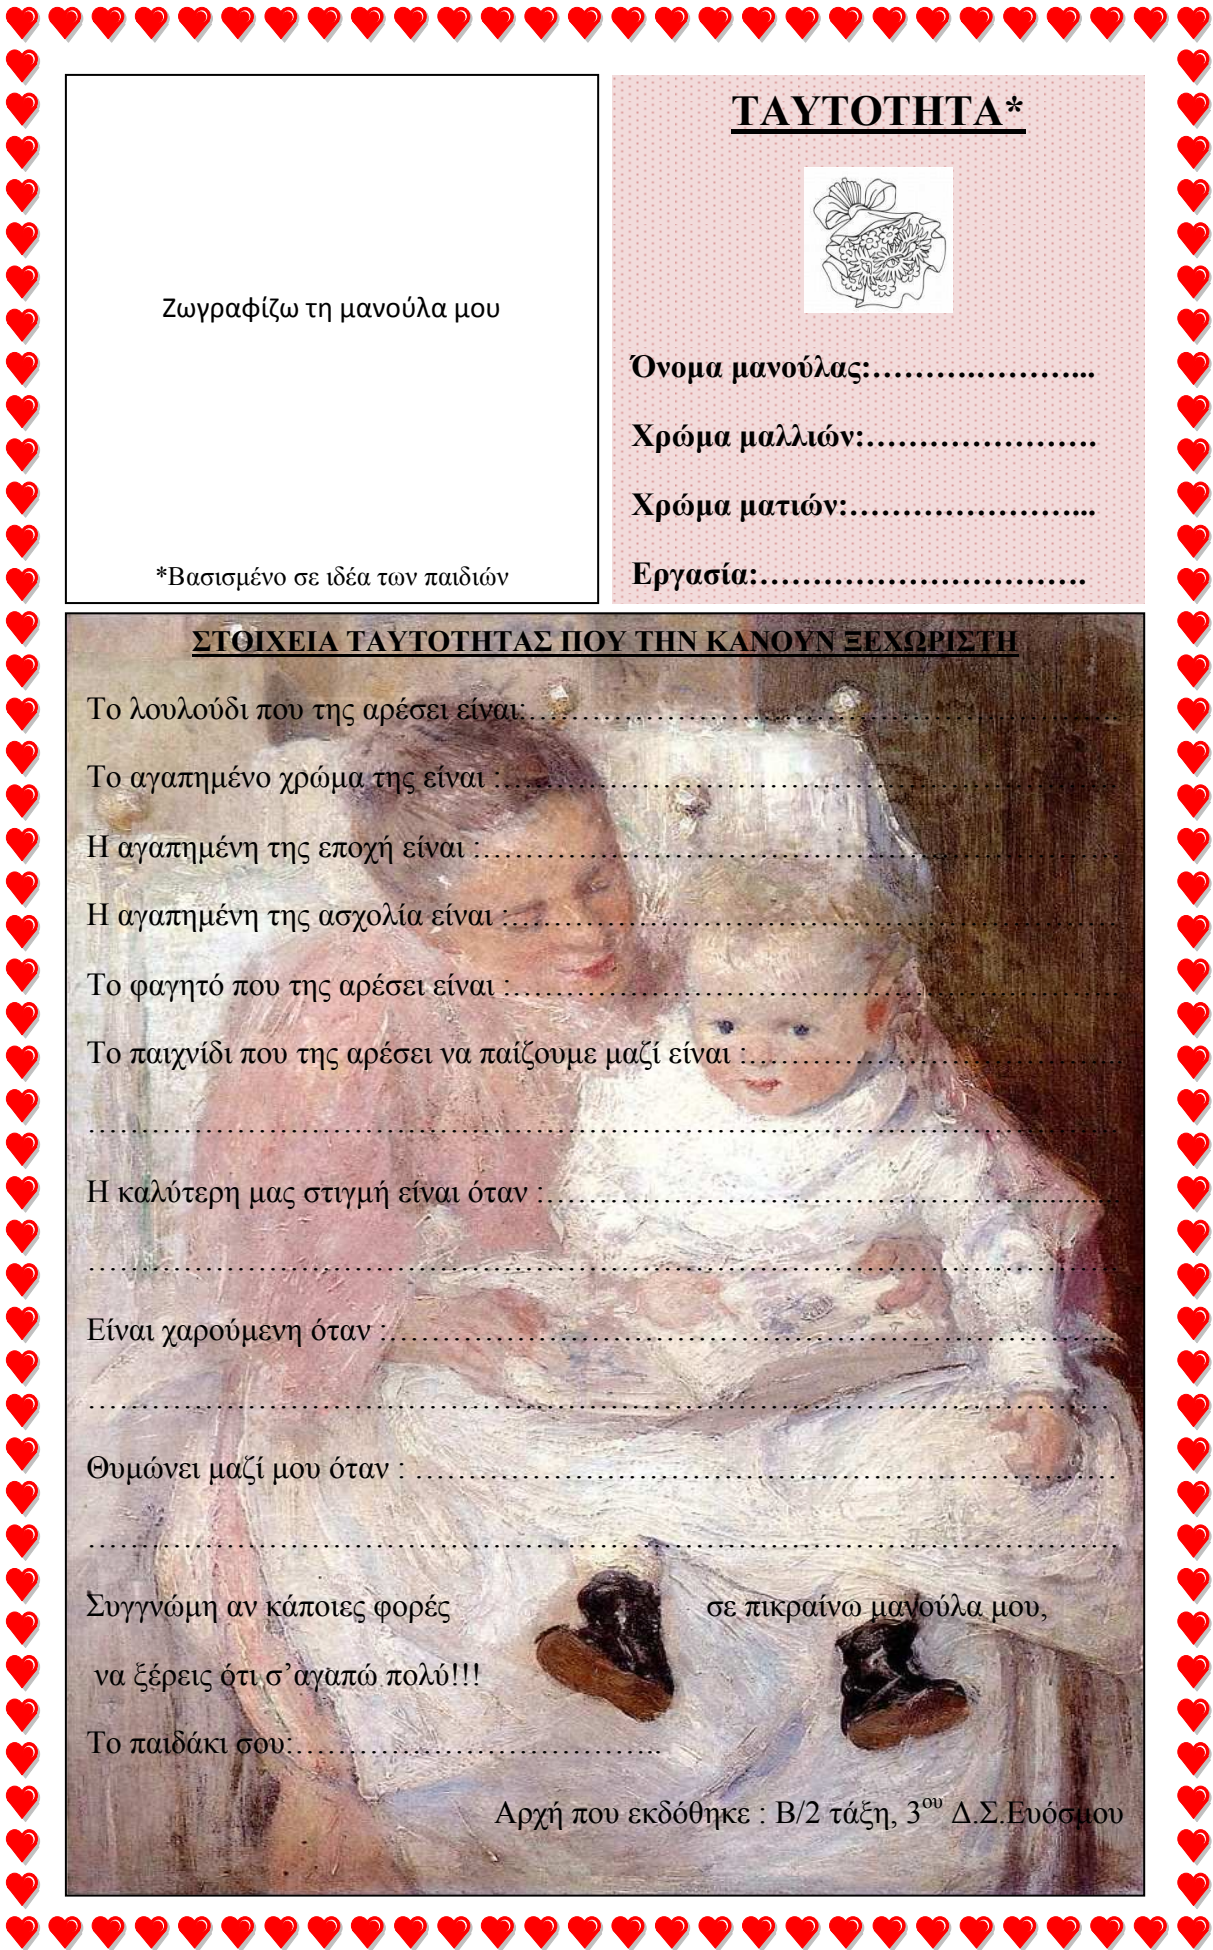 Ζωγραφίζω τη μανούλα μου
*Βασισμένο σε ιδέα των παιδιών
ΤΑΥΤΟΤΗΤΑ*
Όνομα μανούλας:……….………...
Χρώμα μαλλιών:………………….
Χρώμα ματιών:…………………...
Εργασία:………………………….
ΣΤΟΙΧΕΙΑ ΤΑΥΤΟΤΗΤΑΣ ΠΟΥ ΤΗΝ ΚΑΝΟΥΝ ΞΕΧΩΡΙΣΤΗ
Το λουλούδι που της αρέσει είναι:……………………………………………….
Το αγαπημένο χρώμα της είναι :………………………………………………….
Η αγαπημένη της εποχή είναι :……………………………………………………
Η αγαπημένη της ασχολία είναι :…………………………………………………
Το φαγητό που της αρέσει είναι :…………………………………………………
Το παιχνίδι που της αρέσει να παίζουμε μαζί είναι :……………………………
……………………………………………………………………………………
Η καλύτερη μας στιγμή είναι όταν :………………………………………………
……………………………………………………………………………………
Είναι χαρούμενη όταν :……………………………………………………………
……………………………………………………………………………………
Θυμώνει μαζί μου όταν : …………………………………………………………
……………………………………………………………………………………
Συγγνώμη αν κάποιες φορές σε πικραίνω μανούλα μου,
να ξέρεις ότι σ’αγαπώ πολύ!!!
Το παιδάκι σου:……………………………..
Αρχή που εκδόθηκε : Β/2 τάξη, 3ου Δ.Σ.Ευόσμου